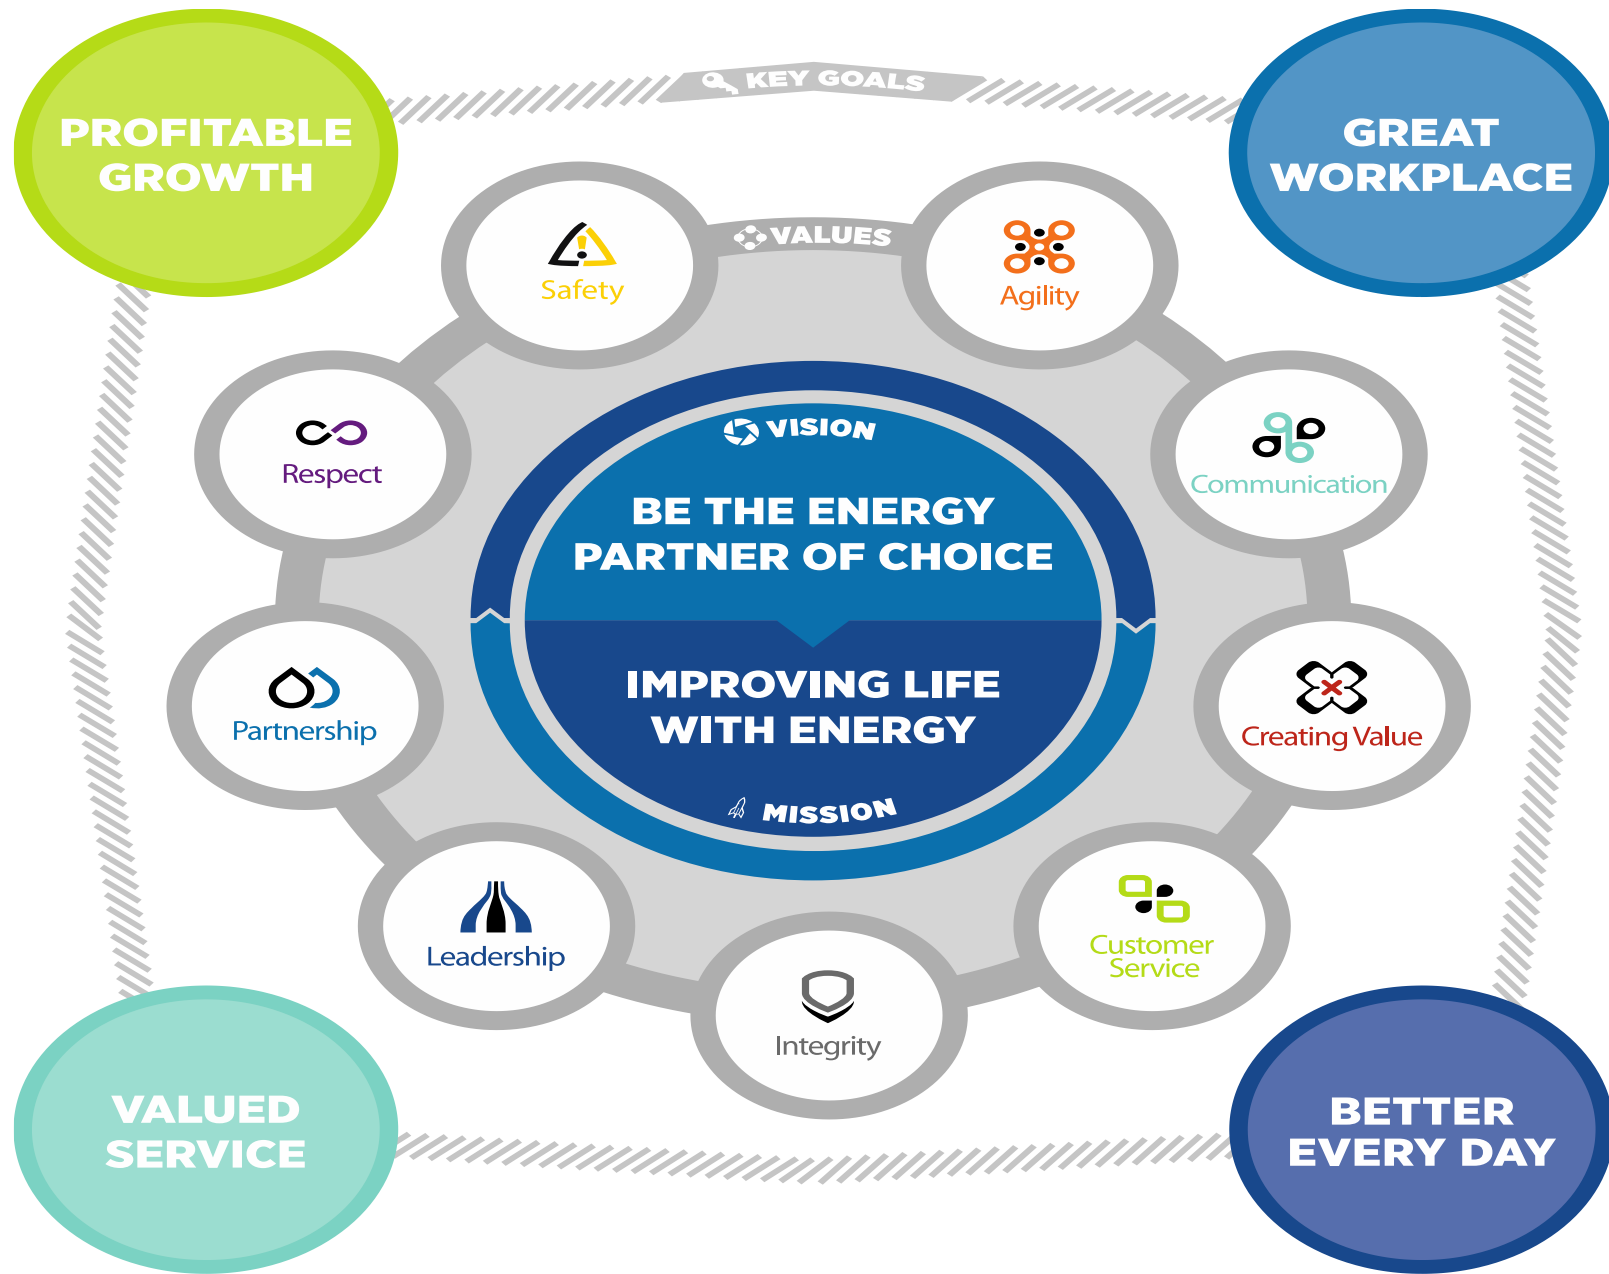 KEY GOALS
PROFITABLE
GROWTH
GREAT
WORKPLACE
VALUES
Safety
Agility
Respect
Communication
VISION
BE THE ENERGY
PARTNER OF CHOICE
IMPROVING LIFE
WITH ENERGY
MISSION
Partnership
Creating Value
Leadership
Customer
Service
Integrity
VALUED
SERVICE
BETTER
EVERY DAY